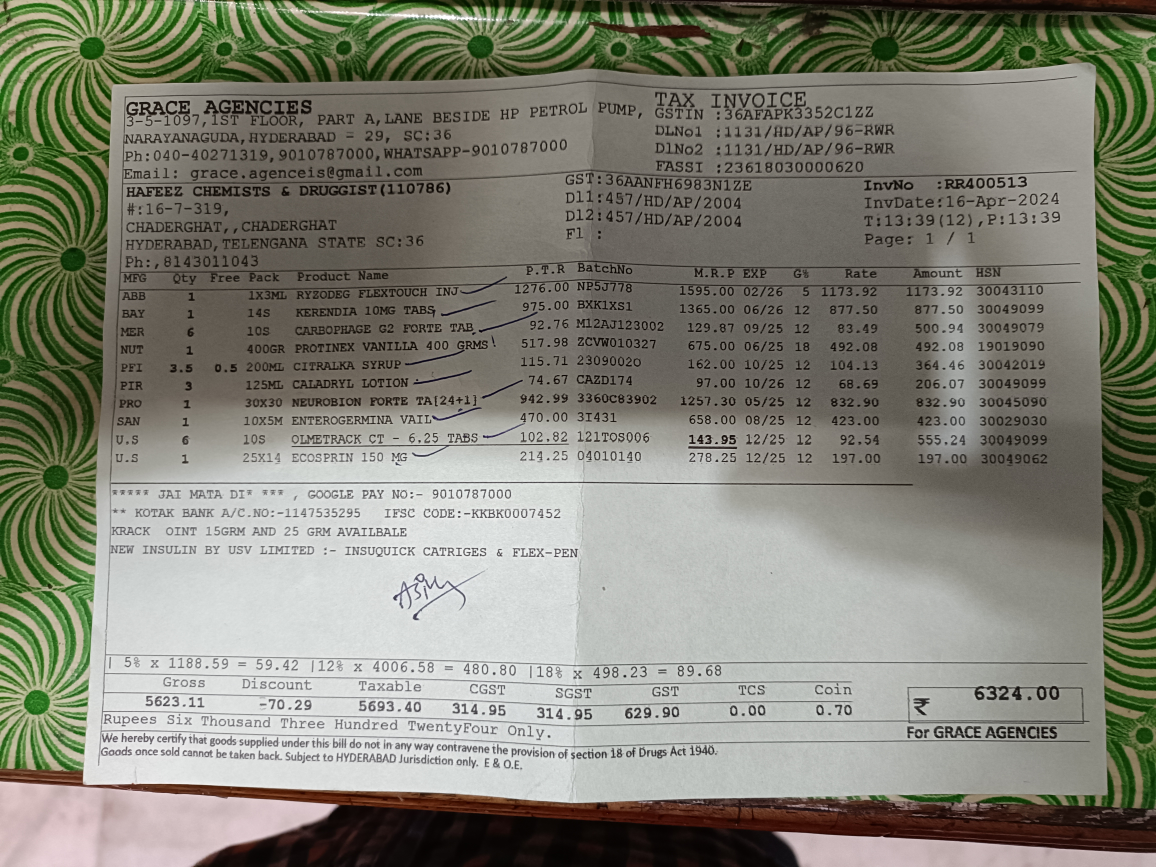 GRACE AGENCIES
3-5-1097,1ST FLOOR, PART A,LANE BESIDE HP PETROL PUMP,
NARAYANAGUDA,HYDERABAD - 29, SC:36
Ph:040-40271319,9010787000,WHATSAPP-9010787000
Email: grace.agenceis@gmail.com
TAX INVOICE
GSTIN :36AFAPK3352C1ZZ
DLNo1 :1131/HD/AP/96-RWR
DlNo2 :1131/HD/AP/96-RWR
FASSI :23618030000620
HAFEEZ CHEMISTS & DRUGGIST(110786)
#:16-7-319,
CHADERGHAT,,CHADERGHAT
HYDERABAD,TELENGANA STATE SC:36
Ph:,8143011043
GST:36AANFH6983N1ZE
Dl1:457/HD/AP/2004
Dl2:457/HD/AP/2004
Fl :
InvNo :RR400513
InvDate:16-Apr-2024
T:13:39(12),P:13:39
Page: 1 / 1
MFG Qty Free Pack Product Name P.T.R BatchNo M.R.P EXP G% Rate Amount HSN
ABB 1 1X3ML RYZODEG FLEXTOUCH INJ 1276.00 NP5J778 1595.00 02/26 5 1173.92 1173.92 30043110
BAY 1 14S KERENDIA 10MG TABS 975.00 BXK1XS1 1365.00 06/26 12 877.50 877.50 30049099
MER 6 10S CARBOPHAGE G2 FORTE TAB 92.76 M12AJ123002 129.87 09/25 12 83.49 500.94 30049079
NUT 1 400GR PROTINEX VANILLA 400 GRMS 517.98 ZCVW010327 675.00 06/25 18 492.08 492.08 19019090
PFI 3.5 0.5 200ML CITRALKA SYRUP 115.71 23090020 162.00 10/25 12 104.13 364.46 30042019
PIR 3 125ML CALADRYL LOTION 74.67 CAZD174 97.00 10/26 12 68.69 206.07 30049099
PRO 1 30X30 NEUROBION FORTE TA[24+1] 942.99 3360C83902 1257.30 05/25 12 832.90 832.90 30045090
SAN 1 10X5M ENTEROGERMINA VAIL 470.00 3I431 658.00 08/25 12 423.00 423.00 30029030
U.S 6 10S OLMETRACK CT - 6.25 TABS 102.82 121TOS006 143.95 12/25 12 92.54 555.24 30049099
U.S 1 25X14 ECOSPRIN 150 MG 214.25 04010140 278.25 12/25 12 197.00 197.00 30049062
***** JAI MATA DI* *** , GOOGLE PAY NO:- 9010787000
** KOTAK BANK A/C.NO:-1147535295 IFSC CODE:-KKBK0007452
KRACK OINT 15GRM AND 25 GRM AVAILBALE
NEW INSULIN BY USV LIMITED :- INSUQUICK CATRIGES & FLEX-PEN
| 5% x 1188.59 = 59.42 |12% x 4006.58 = 480.80 |18% x 498.23 = 89.68
Gross Discount Taxable CGST SGST GST TCS Coin
5623.11 -70.29 5693.40 314.95 314.95 629.90 0.00 0.70
₹ 6324.00
Rupees Six Thousand Three Hundred TwentyFour Only.
For GRACE AGENCIES
We hereby certify that goods supplied under this bill do not in any way contravene the provision of section 18 of Drugs Act 1940.
Goods once sold cannot be taken back. Subject to HYDERABAD Jurisdiction only. E & O.E.